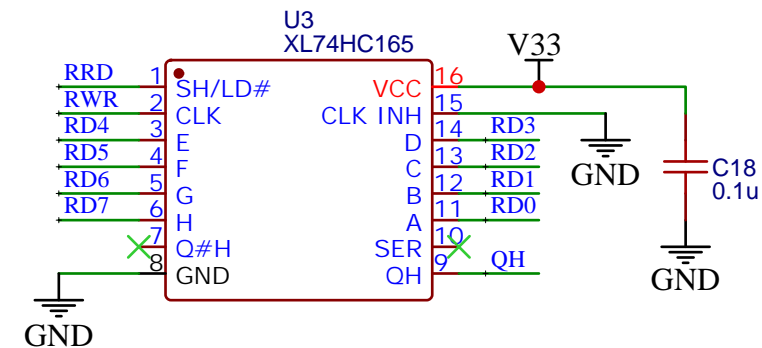 U3
XL74HC165
V33
RRD 1 SH/LD# VCC 16
RWR 2 CLK CLK INH 15
RD4 3 E D 14 RD3
RD5 4 F C 13 RD2
RD6 5 G B 12 RD1
RD7 6 H A 11 RD0
7 Q#H SER 10
8 GND QH 9 QH
GND
C18
0.1u
GND
GND